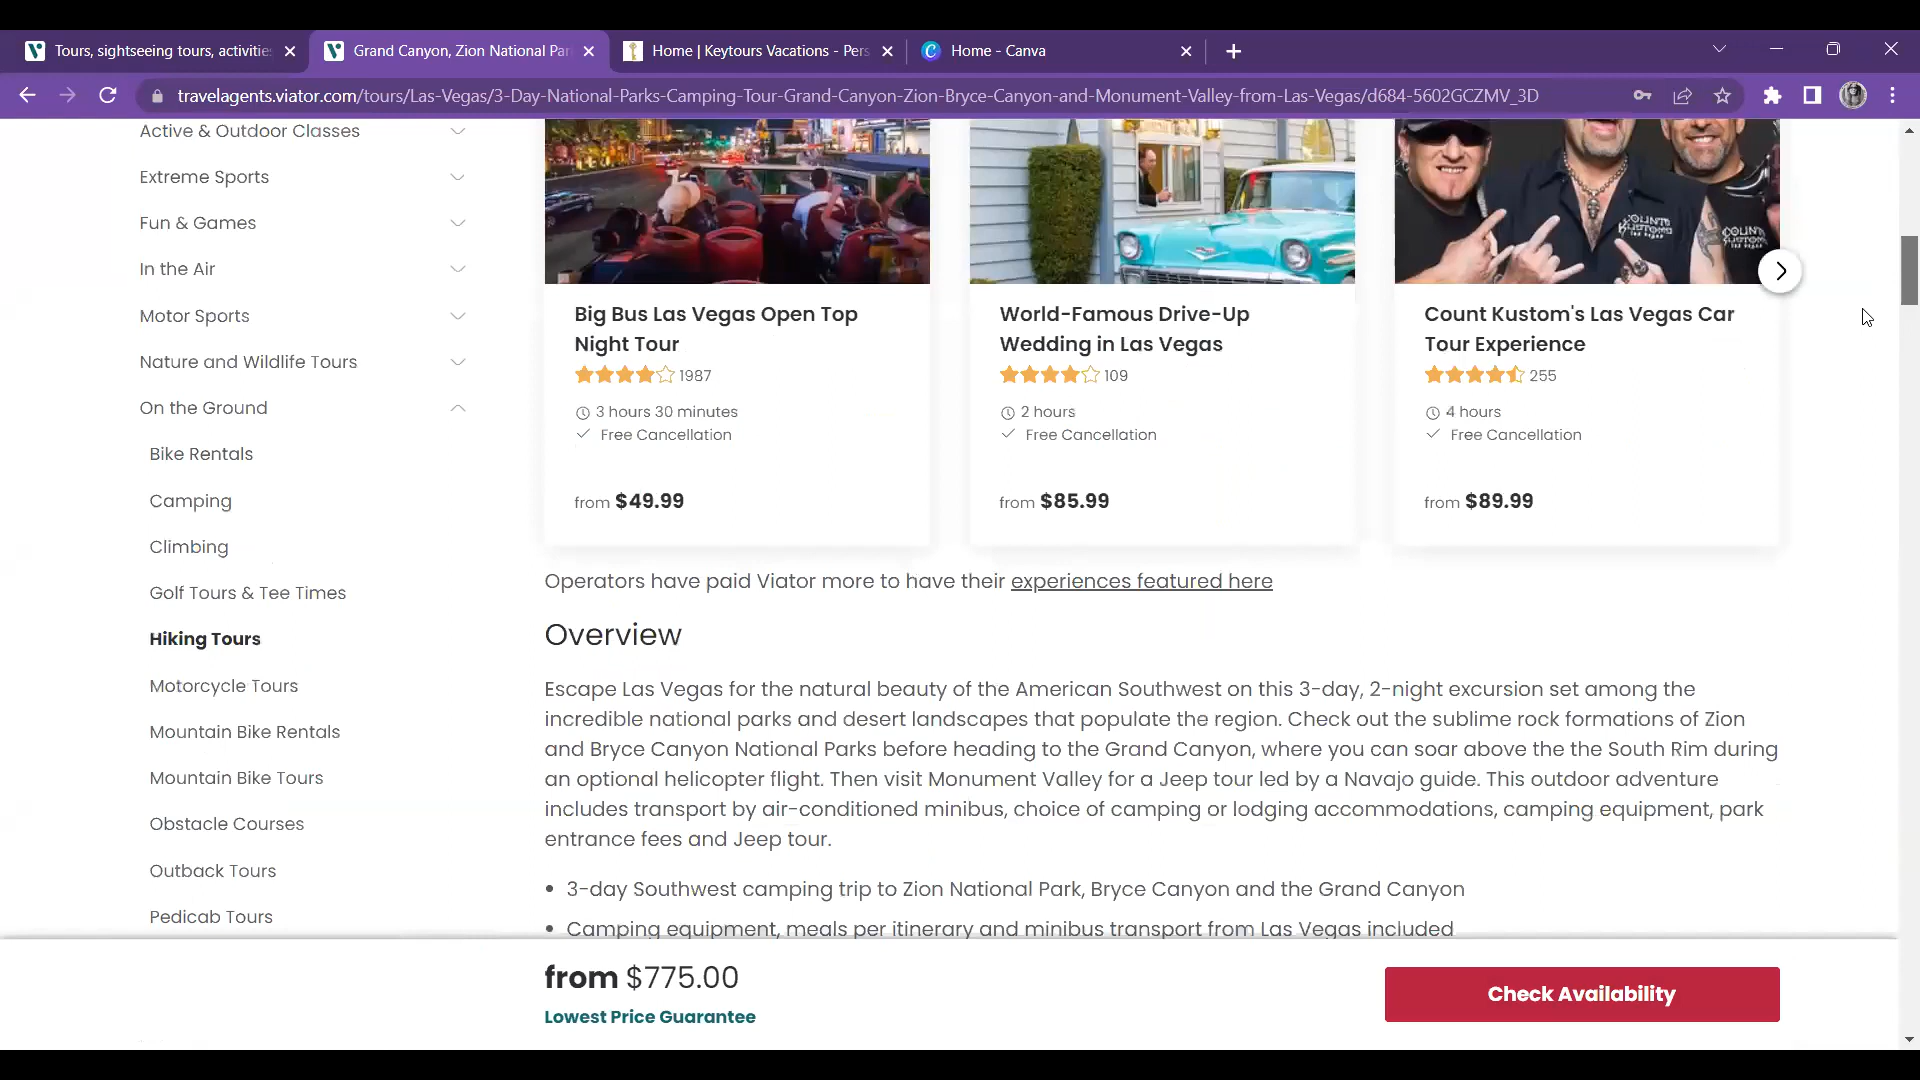 Tours, sightseeing tours, activitie
Grand Canyon, Zion National Par
Home | Keytours Vacations - Pers
Home - Canva
travelagents.viator.com/tours/Las-Vegas/3-Day-National-Parks-Camping-Tour-Grand-Canyon-Zion-Bryce-Canyon-and-Monument-Valley-from-Las-Vegas/d684-5602GCZMV_3D
Active & Outdoor Classes
Extreme Sports
Fun & Games
In the Air
Motor Sports
Nature and Wildlife Tours
On the Ground
Bike Rentals
Camping
Climbing
Golf Tours & Tee Times
Hiking Tours
Motorcycle Tours
Mountain Bike Rentals
Mountain Bike Tours
Obstacle Courses
Outback Tours
Pedicab Tours
Big Bus Las Vegas Open Top
Night Tour
1987
3 hours 30 minutes
Free Cancellation
from $49.99
World-Famous Drive-Up
Wedding in Las Vegas
109
2 hours
Free Cancellation
from $85.99
Count Kustom's Las Vegas Car
Tour Experience
255
4 hours
Free Cancellation
from $89.99
Operators have paid Viator more to have their experiences featured here
Overview
Escape Las Vegas for the natural beauty of the American Southwest on this 3-day, 2-night excursion set among the
incredible national parks and desert landscapes that populate the region. Check out the sublime rock formations of Zion
and Bryce Canyon National Parks before heading to the Grand Canyon, where you can soar above the the South Rim during
an optional helicopter flight. Then visit Monument Valley for a Jeep tour led by a Navajo guide. This outdoor adventure
includes transport by air-conditioned minibus, choice of camping or lodging accommodations, camping equipment, park
entrance fees and Jeep tour.
• 3-day Southwest camping trip to Zion National Park, Bryce Canyon and the Grand Canyon
• Camping equipment, meals per itinerary and minibus transport from Las Vegas included
from $775.00
Lowest Price Guarantee
Check Availability